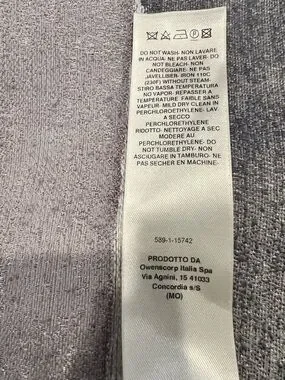 DO NOT WASH- NON LAVARE
IN ACQUA- NE PAS LAVER- DO
NOT BLEACH- NON
CANDEGGIARE- NE PAS
JAVELLISER- IRON 110C
(230F) WITHOUT STEAM-
STIRO BASSA TEMPERATURA
NO VAPOR- REPASSER A
TEMPERATURE FAIBLE SANS
VAPEUR- MILD DRY CLEAN IN
PERCHLOROETHYLENE- LAV
A SECCO
PERCHLORETHYLENE
RIDOTTO- NETTOYAGE A SEC
MODERE AU
PERCHLORETHYLENE- DO
NOT TUMBLE DRY- NON
ASCIUGARE IN TAMBURO- NE
PAS SECHER EN MACHINE-
589-1-15742
PRODOTTO DA
Owenscorp Italia Spa
Via Agnini, 15 41033
Concordia s/S
(MO)